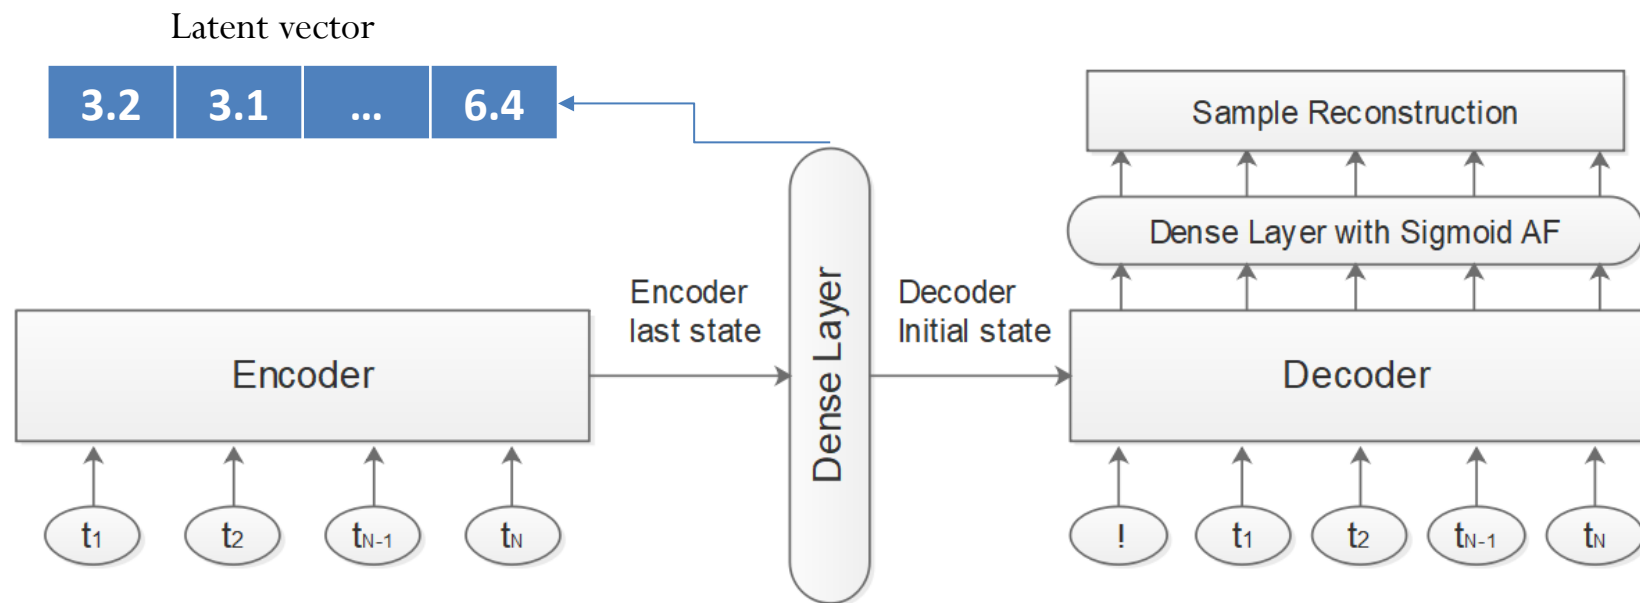 Latent vector
3.2 3.1 ... 6.4
Sample Reconstruction
Dense Layer with Sigmoid AF
Encoder
last state
Dense Layer
Decoder
Initial state
Encoder
Decoder
t₁ t₂ tN-1 tN
! t₁ t₂ tN-1 tN